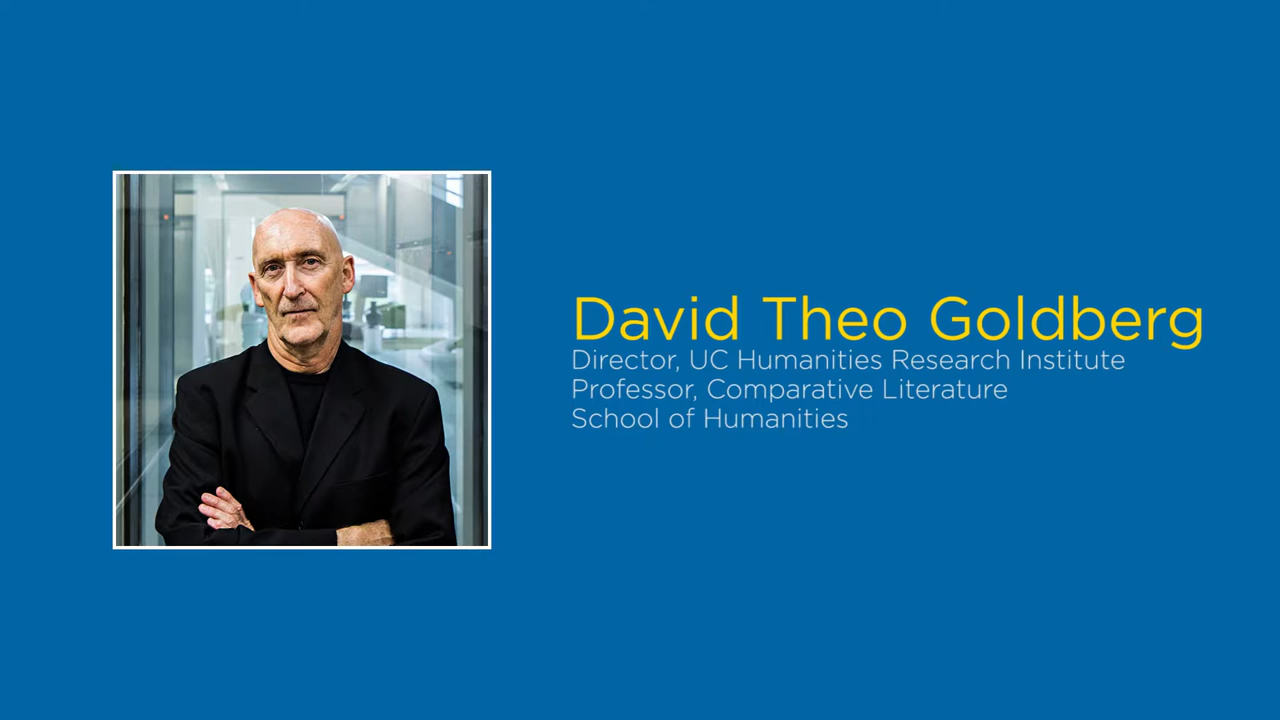 David Theo Goldberg
Director, UC Humanities Research Institute
Professor, Comparative Literature
School of Humanities